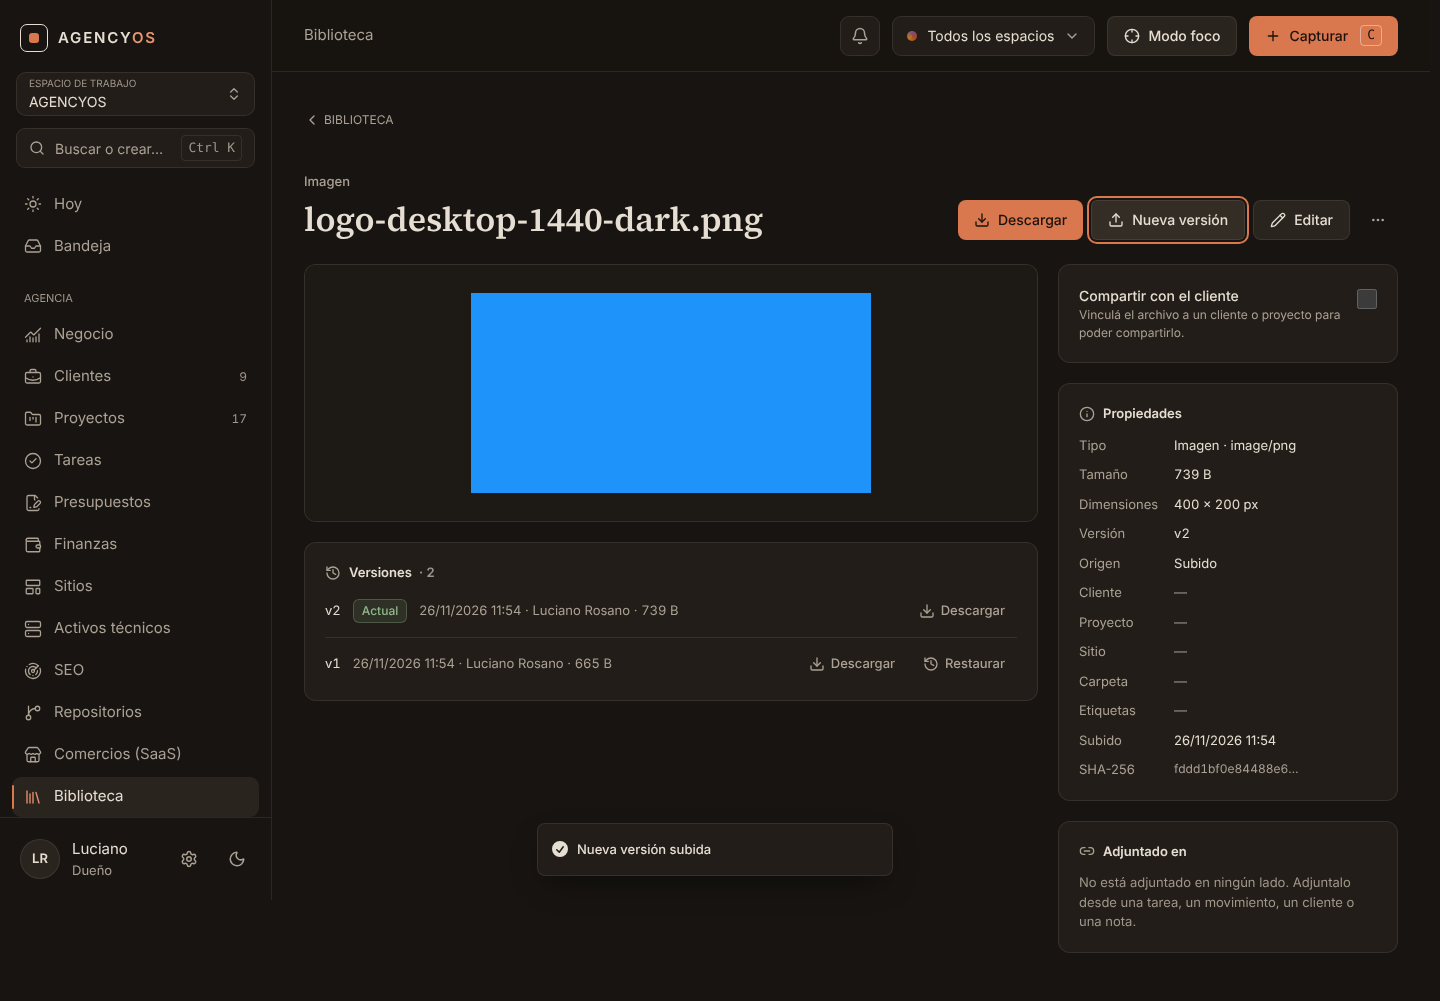 AGENCYOS
ESPACIO DE TRABAJO
AGENCYOS
Buscar o crear... Ctrl K
Hoy
Bandeja
AGENCIA
Negocio
Clientes 9
Proyectos 17
Tareas
Presupuestos
Finanzas
Sitios
Activos técnicos
SEO
Repositorios
Comercios (SaaS)
Biblioteca
LR
Luciano
Dueño
Biblioteca
Todos los espacios
Modo foco
Capturar C
BIBLIOTECA
Imagen
logo-desktop-1440-dark.png
Descargar
Nueva versión
Editar
Versiones · 2
v2 Actual 26/11/2026 11:54 · Luciano Rosano · 739 B Descargar
v1 26/11/2026 11:54 · Luciano Rosano · 665 B Descargar Restaurar
Compartir con el cliente
Vinculá el archivo a un cliente o proyecto para
poder compartirlo.
Propiedades
Tipo Imagen · image/png
Tamaño 739 B
Dimensiones 400 × 200 px
Versión v2
Origen Subido
Cliente —
Proyecto —
Sitio —
Carpeta —
Etiquetas —
Subido 26/11/2026 11:54
SHA-256 fddd1bf0e84488e6...
Adjuntado en
No está adjuntado en ningún lado. Adjuntalo
desde una tarea, un movimiento, un cliente o
una nota.
Nueva versión subida